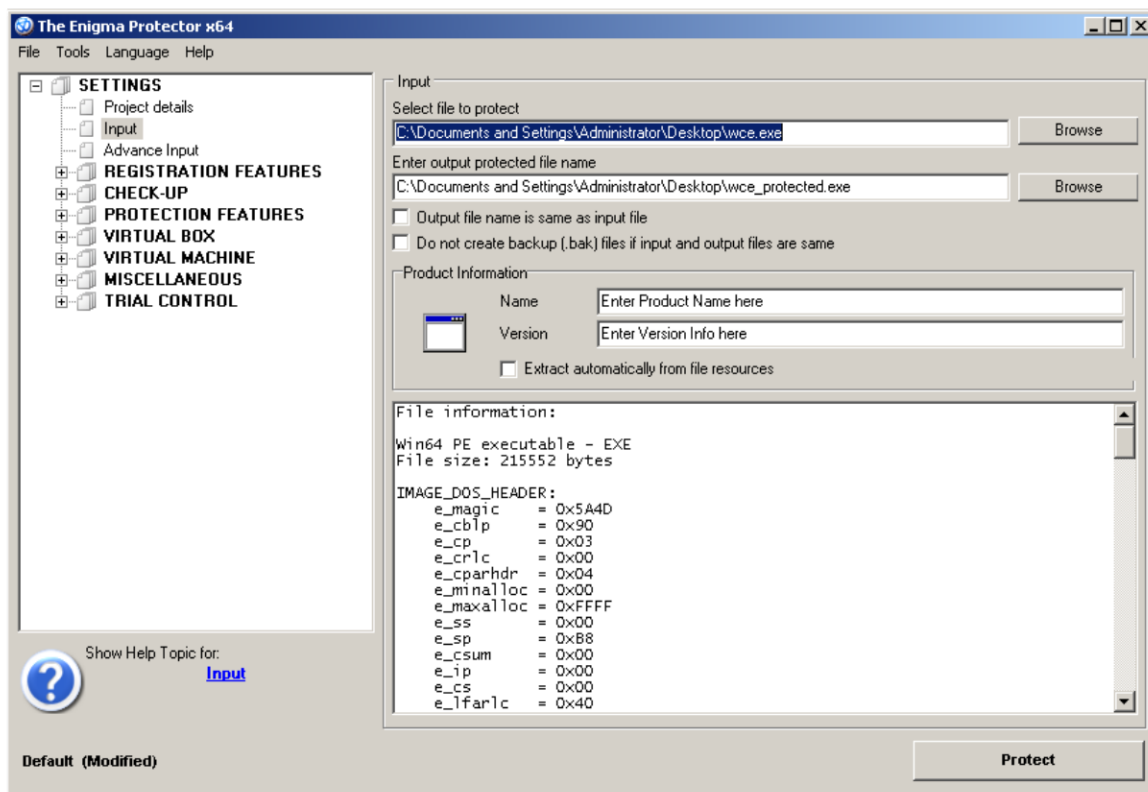 The Enigma Protector x64
File Tools Language Help
SETTINGS
Project details
Input
Advance Input
REGISTRATION FEATURES
CHECK-UP
PROTECTION FEATURES
VIRTUAL BOX
VIRTUAL MACHINE
MISCELLANEOUS
TRIAL CONTROL
Show Help Topic for:
Input
Default (Modified)
Input
Select file to protect
C:\Documents and Settings\Administrator\Desktop\wce.exe
Browse
Enter output protected file name
C:\Documents and Settings\Administrator\Desktop\wce_protected.exe
Browse
Output file name is same as input file
Do not create backup (.bak) files if input and output files are same
Product Information
Name Enter Product Name here
Version Enter Version Info here
Extract automatically from file resources
File information:
Win64 PE executable - EXE
File size: 215552 bytes
IMAGE_DOS_HEADER:
e_magic = 0x5A4D
e_cblp = 0x90
e_cp = 0x03
e_crlc = 0x00
e_cparhdr = 0x04
e_minalloc = 0x00
e_maxalloc = 0xFFFF
e_ss = 0x00
e_sp = 0xB8
e_csum = 0x00
e_ip = 0x00
e_cs = 0x00
e_lfarlc = 0x40
Protect